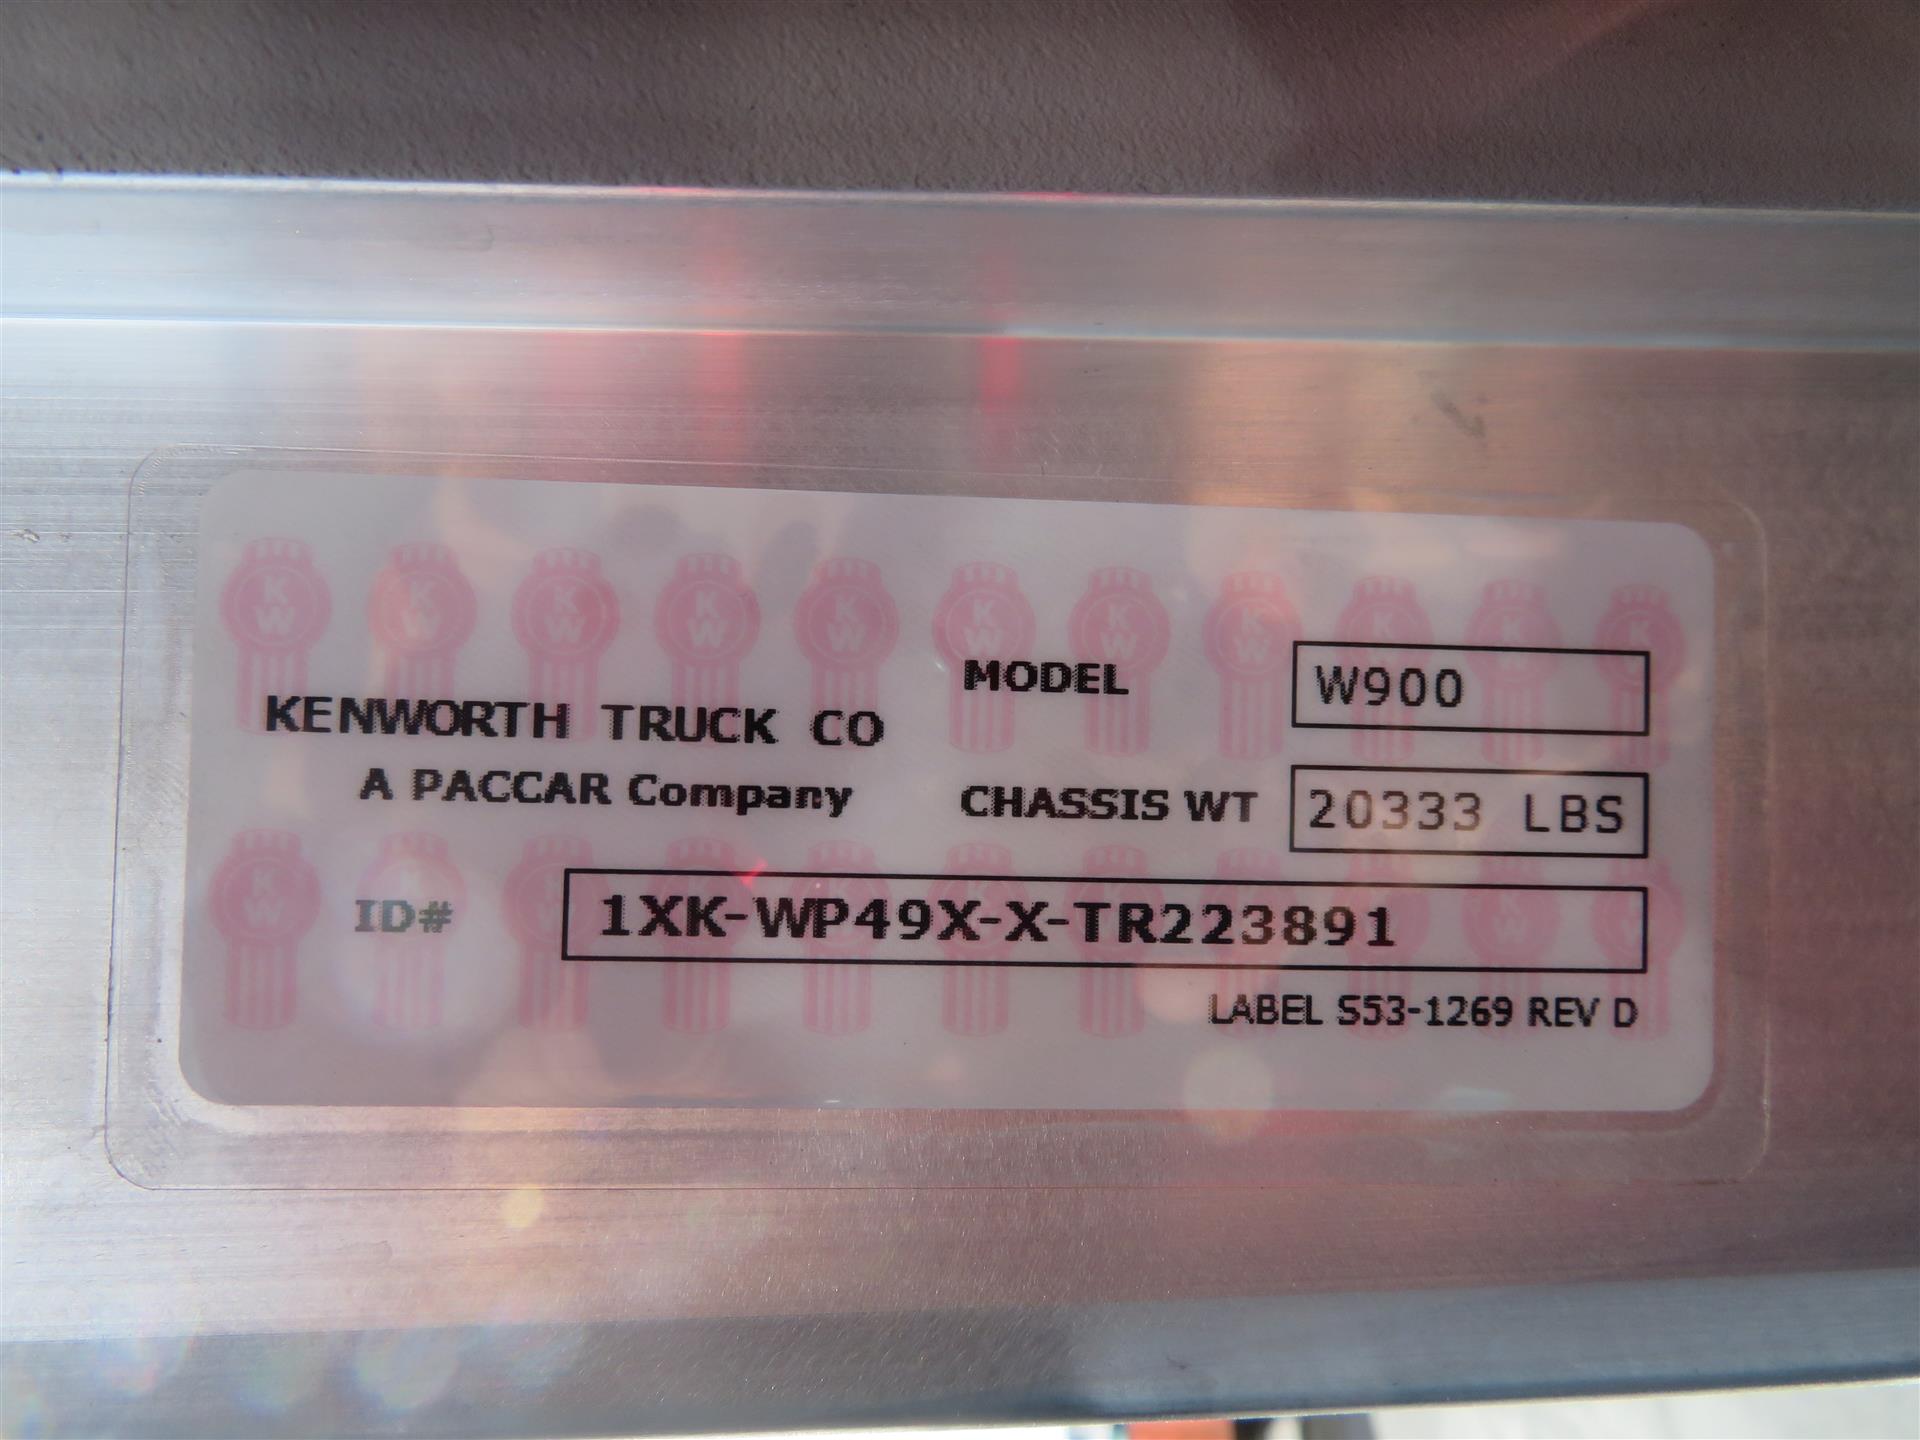 MODEL W900
KENWORTH TRUCK CO
A PACCAR Company
CHASSIS WT 20333 LBS
ID# 1XK-WP49X-X-TR223891
LABEL S53-1269 REV D